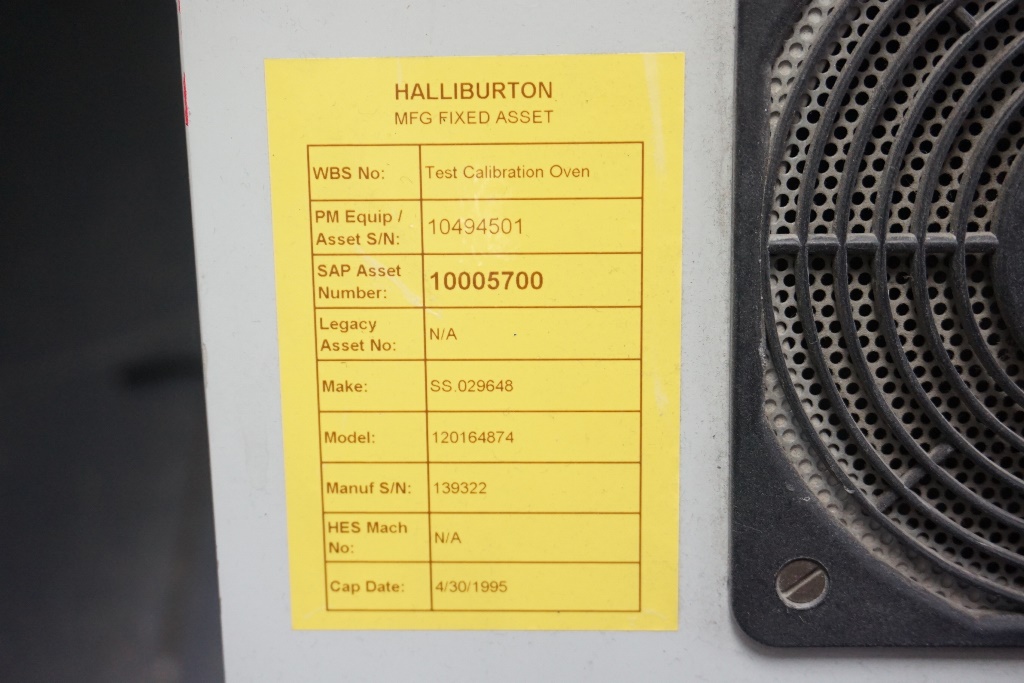 HALLIBURTON
MFG FIXED ASSET
WBS No: Test Calibration Oven
PM Equip /
Asset S/N: 10494501
SAP Asset
Number: 10005700
Legacy
Asset No: N/A
Make: SS.029648
Model: 120164874
Manuf S/N: 139322
HES Mach
No: N/A
Cap Date: 4/30/1995